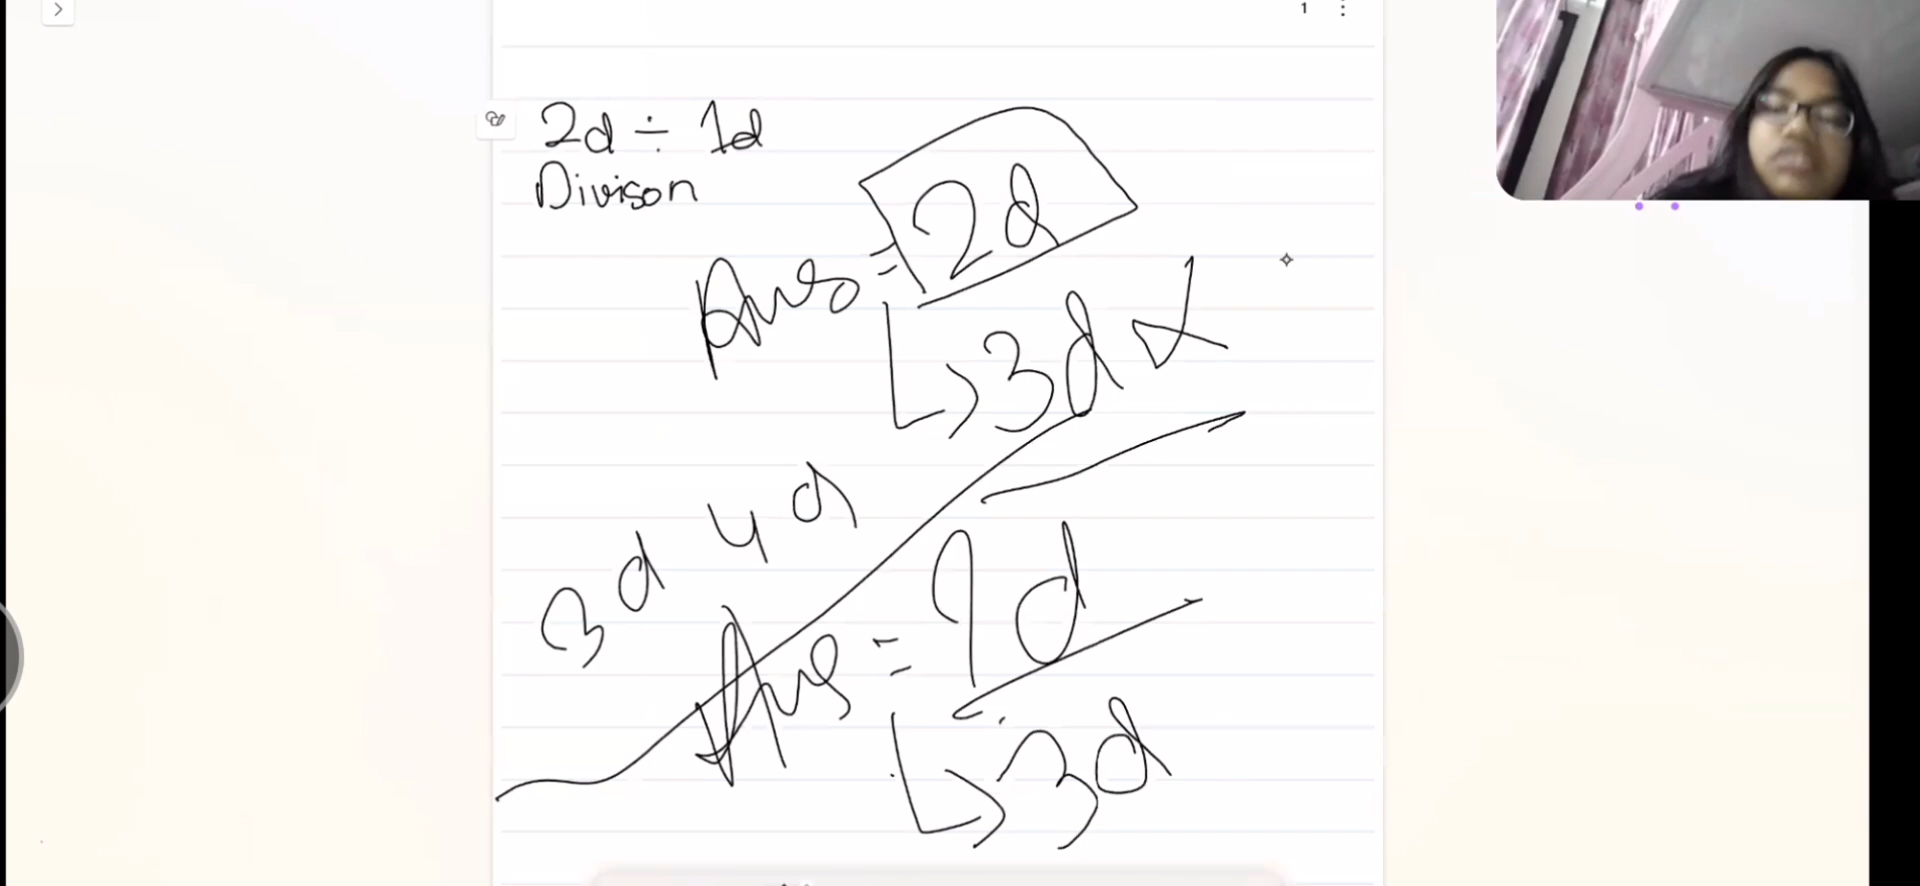 1
2d ÷ 1d
Divison
Ans = 2d
↳ 3d
3d 4d
Ans = 1d
↳ 3d